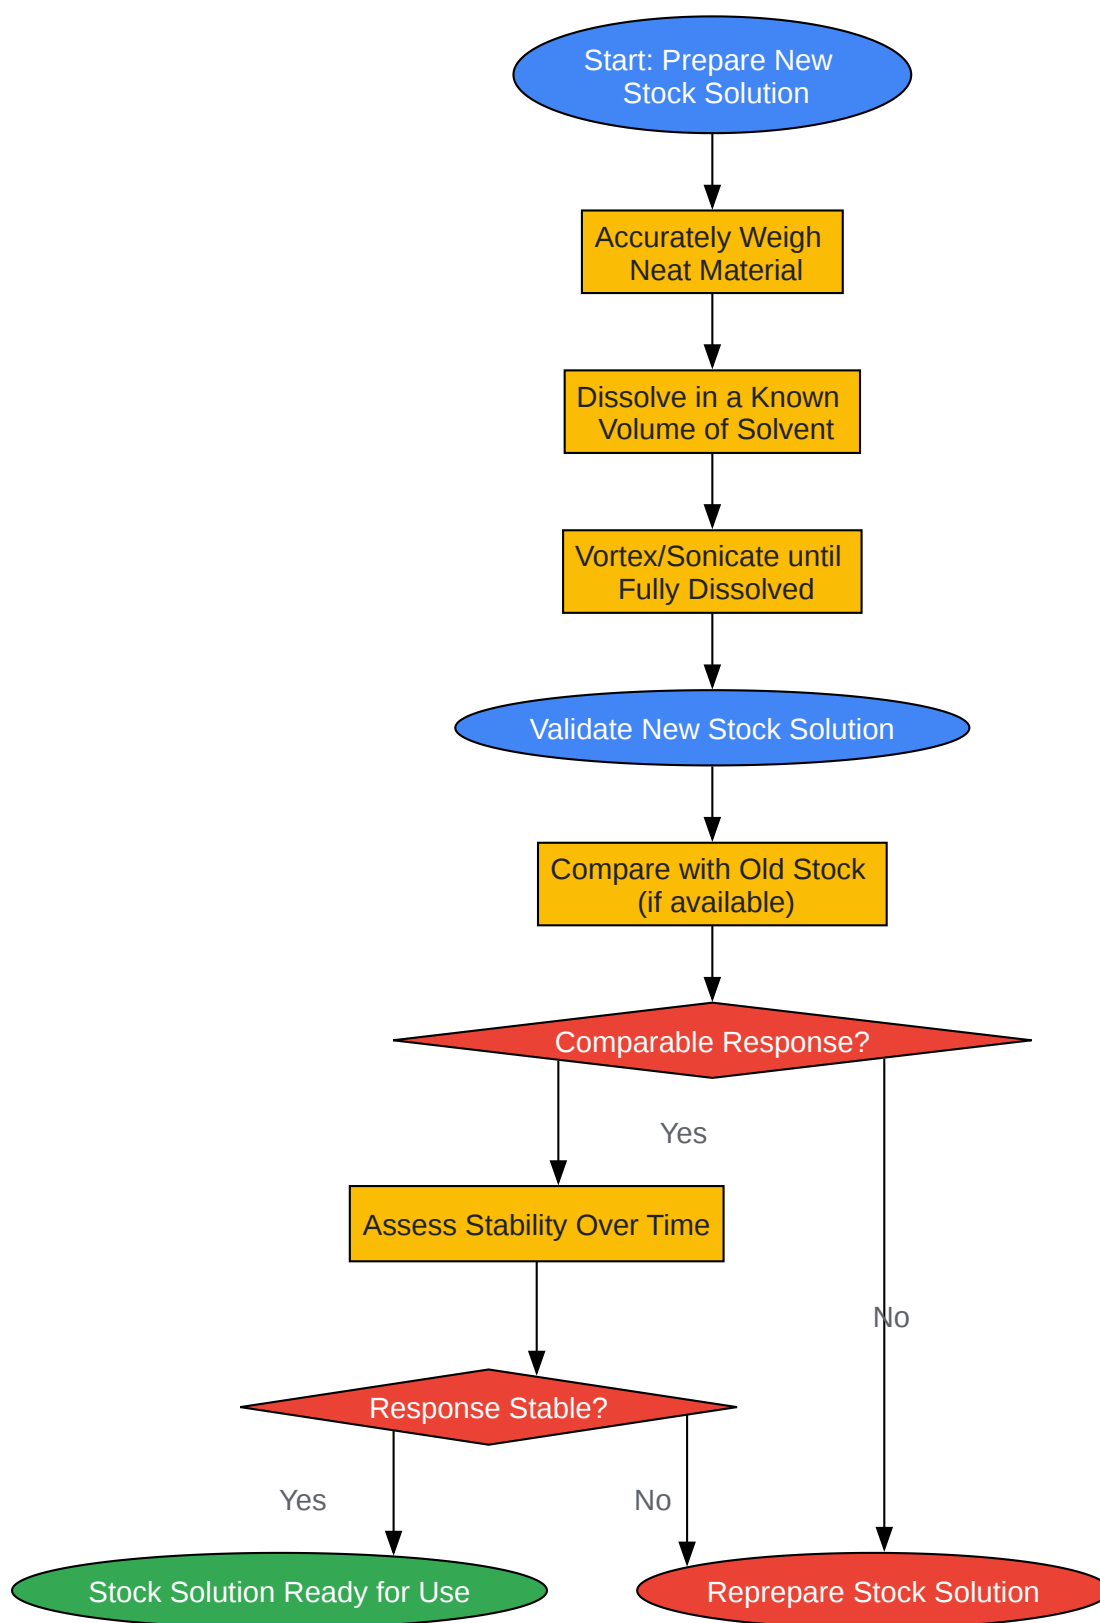 Start: Prepare New
Stock Solution
Accurately Weigh
Neat Material
Dissolve in a Known
Volume of Solvent
Vortex/Sonicate until
Fully Dissolved
Validate New Stock Solution
Compare with Old Stock
(if available)
Comparable Response?
Yes
Assess Stability Over Time
No
Response Stable?
Yes
No
Stock Solution Ready for Use
Reprepare Stock Solution